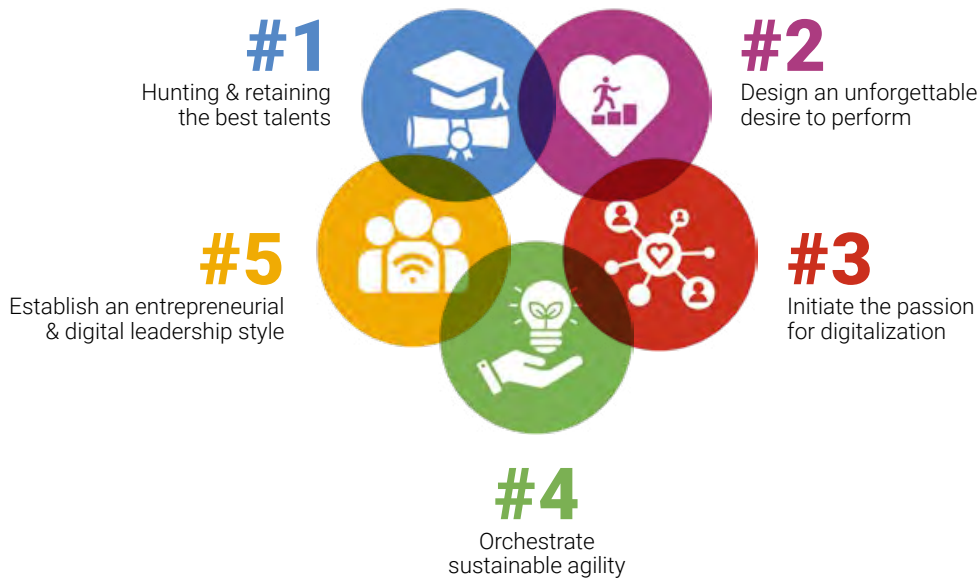 #1
Hunting & retaining
the best talents
#2
Design an unforgettable
desire to perform
#3
Initiate the passion
for digitalization
#4
Orchestrate
sustainable agility
#5
Establish an entrepreneurial
& digital leadership style